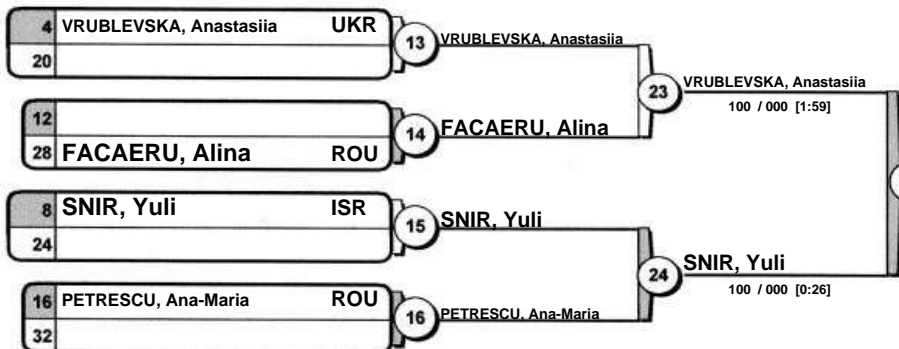 4 VRUBLEVSKA, Anastasiia UKR
20
13 VRUBLEVSKA, Anastasiia
23 VRUBLEVSKA, Anastasiia
100 / 000 [1:59]
12
28 FACAERU, Alina ROU
14 FACAERU, Alina
8 SNIR, Yuli ISR
24
15 SNIR, Yuli
24 SNIR, Yuli
100 / 000 [0:26]
16 PETRESCU, Ana-Maria ROU
32
16 PETRESCU, Ana-Maria